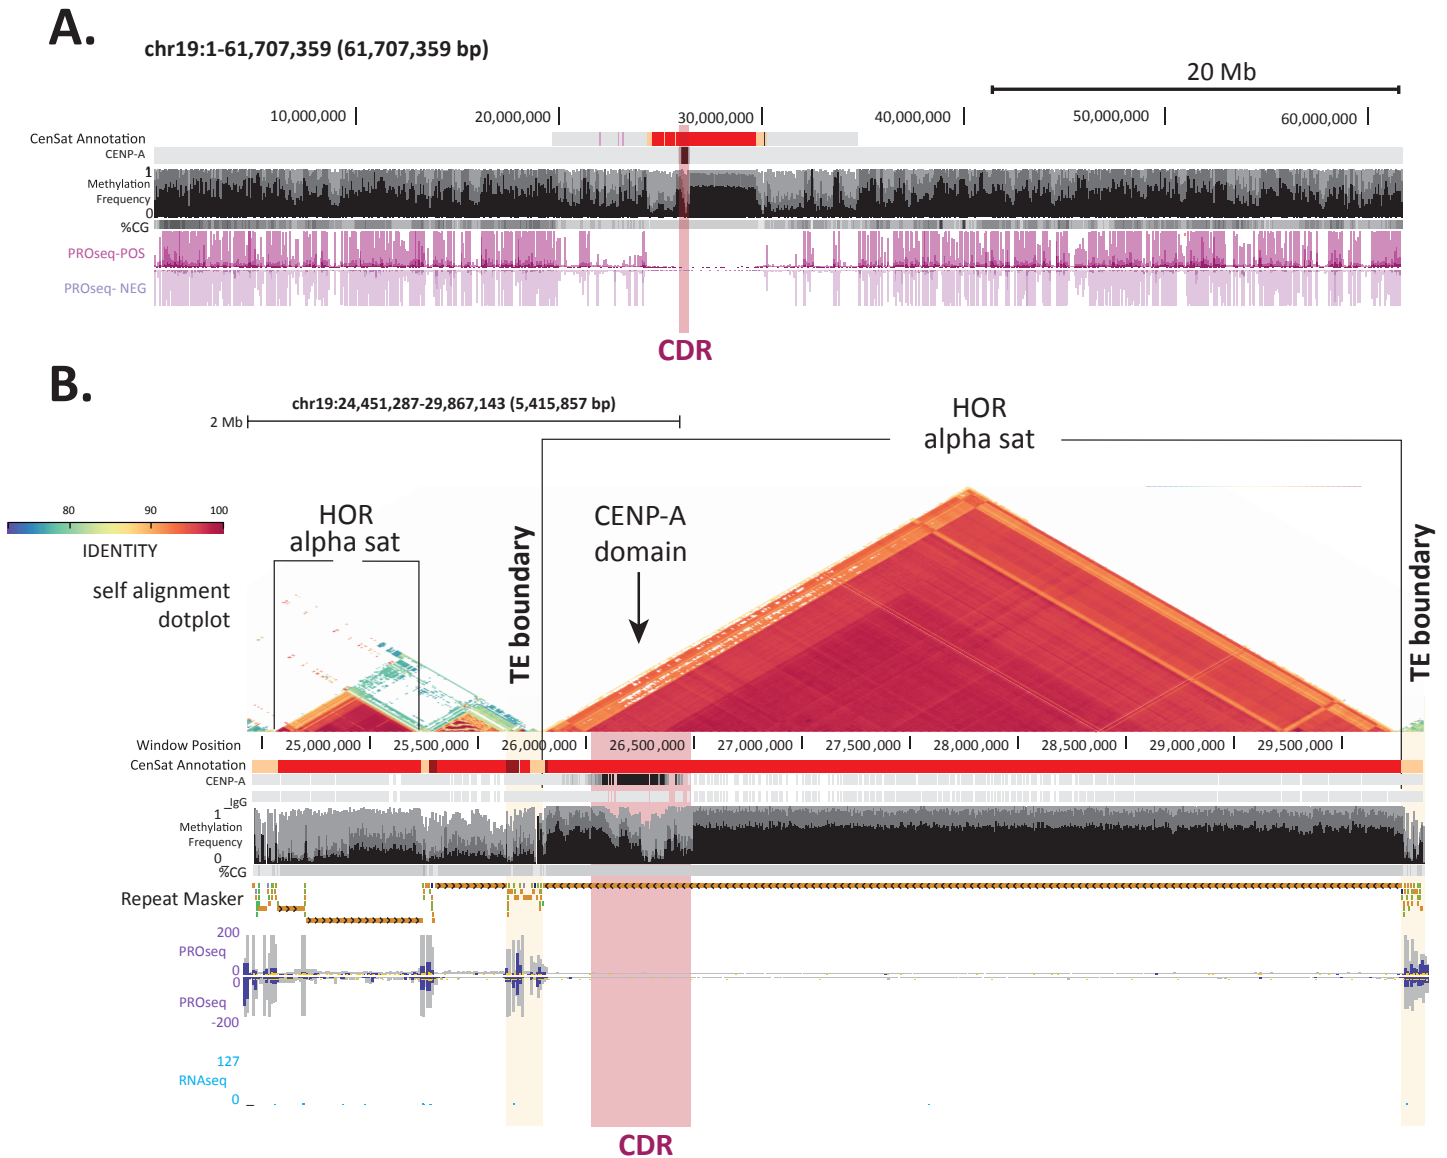 A.
chr19:1-61,707,359 (61,707,359 bp)
20 Mb
10,000,000
20,000,000
30,000,000
40,000,000
50,000,000
60,000,000
CenSat Annotation
CENP-A
1
Methylation
Frequency
0
%CG
PROseq-POS
PROseq- NEG
CDR
B.
chr19:24,451,287-29,867,143 (5,415,857 bp)
2 Mb
HOR
alpha sat
80
90
100
IDENTITY
HOR
alpha sat
CENP-A
domain
self alignment
dotplot
TE boundary
TE boundary
Window Position
25,000,000
25,500,000
26,000,000
26,500,000
27,000,000
27,500,000
28,000,000
28,500,000
29,000,000
29,500,000
CenSat Annotation
CENP-A
IgG
1
Methylation
Frequency
0
%CG
Repeat Masker
200
PROseq
0
0
PROseq
-200
127
RNAseq
0
CDR